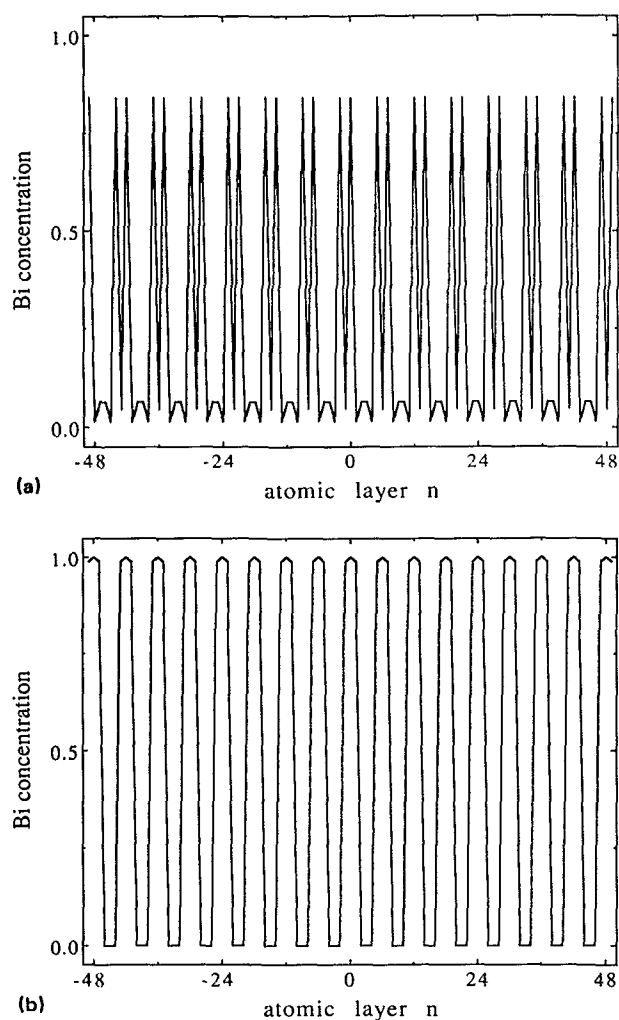 1.0
0.5
0.0
Bi concentration
-48 -24 0 24 48
atomic layer n
(a)
1.0
0.5
0.0
Bi concentration
-48 -24 0 24 48
atomic layer n
(b)